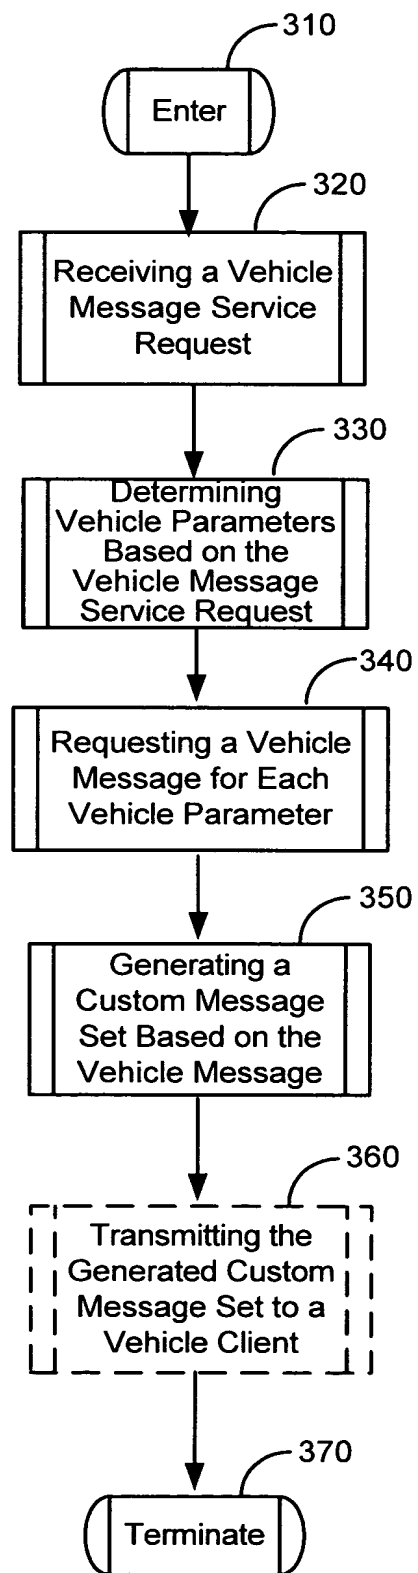 310
Enter
320
Receiving a Vehicle
Message Service
Request
330
Determining
Vehicle Parameters
Based on the
Vehicle Message
Service Request
340
Requesting a Vehicle
Message for Each
Vehicle Parameter
350
Generating a
Custom Message
Set Based on the
Vehicle Message
360
Transmitting the
Generated Custom
Message Set to a
Vehicle Client
370
Terminate